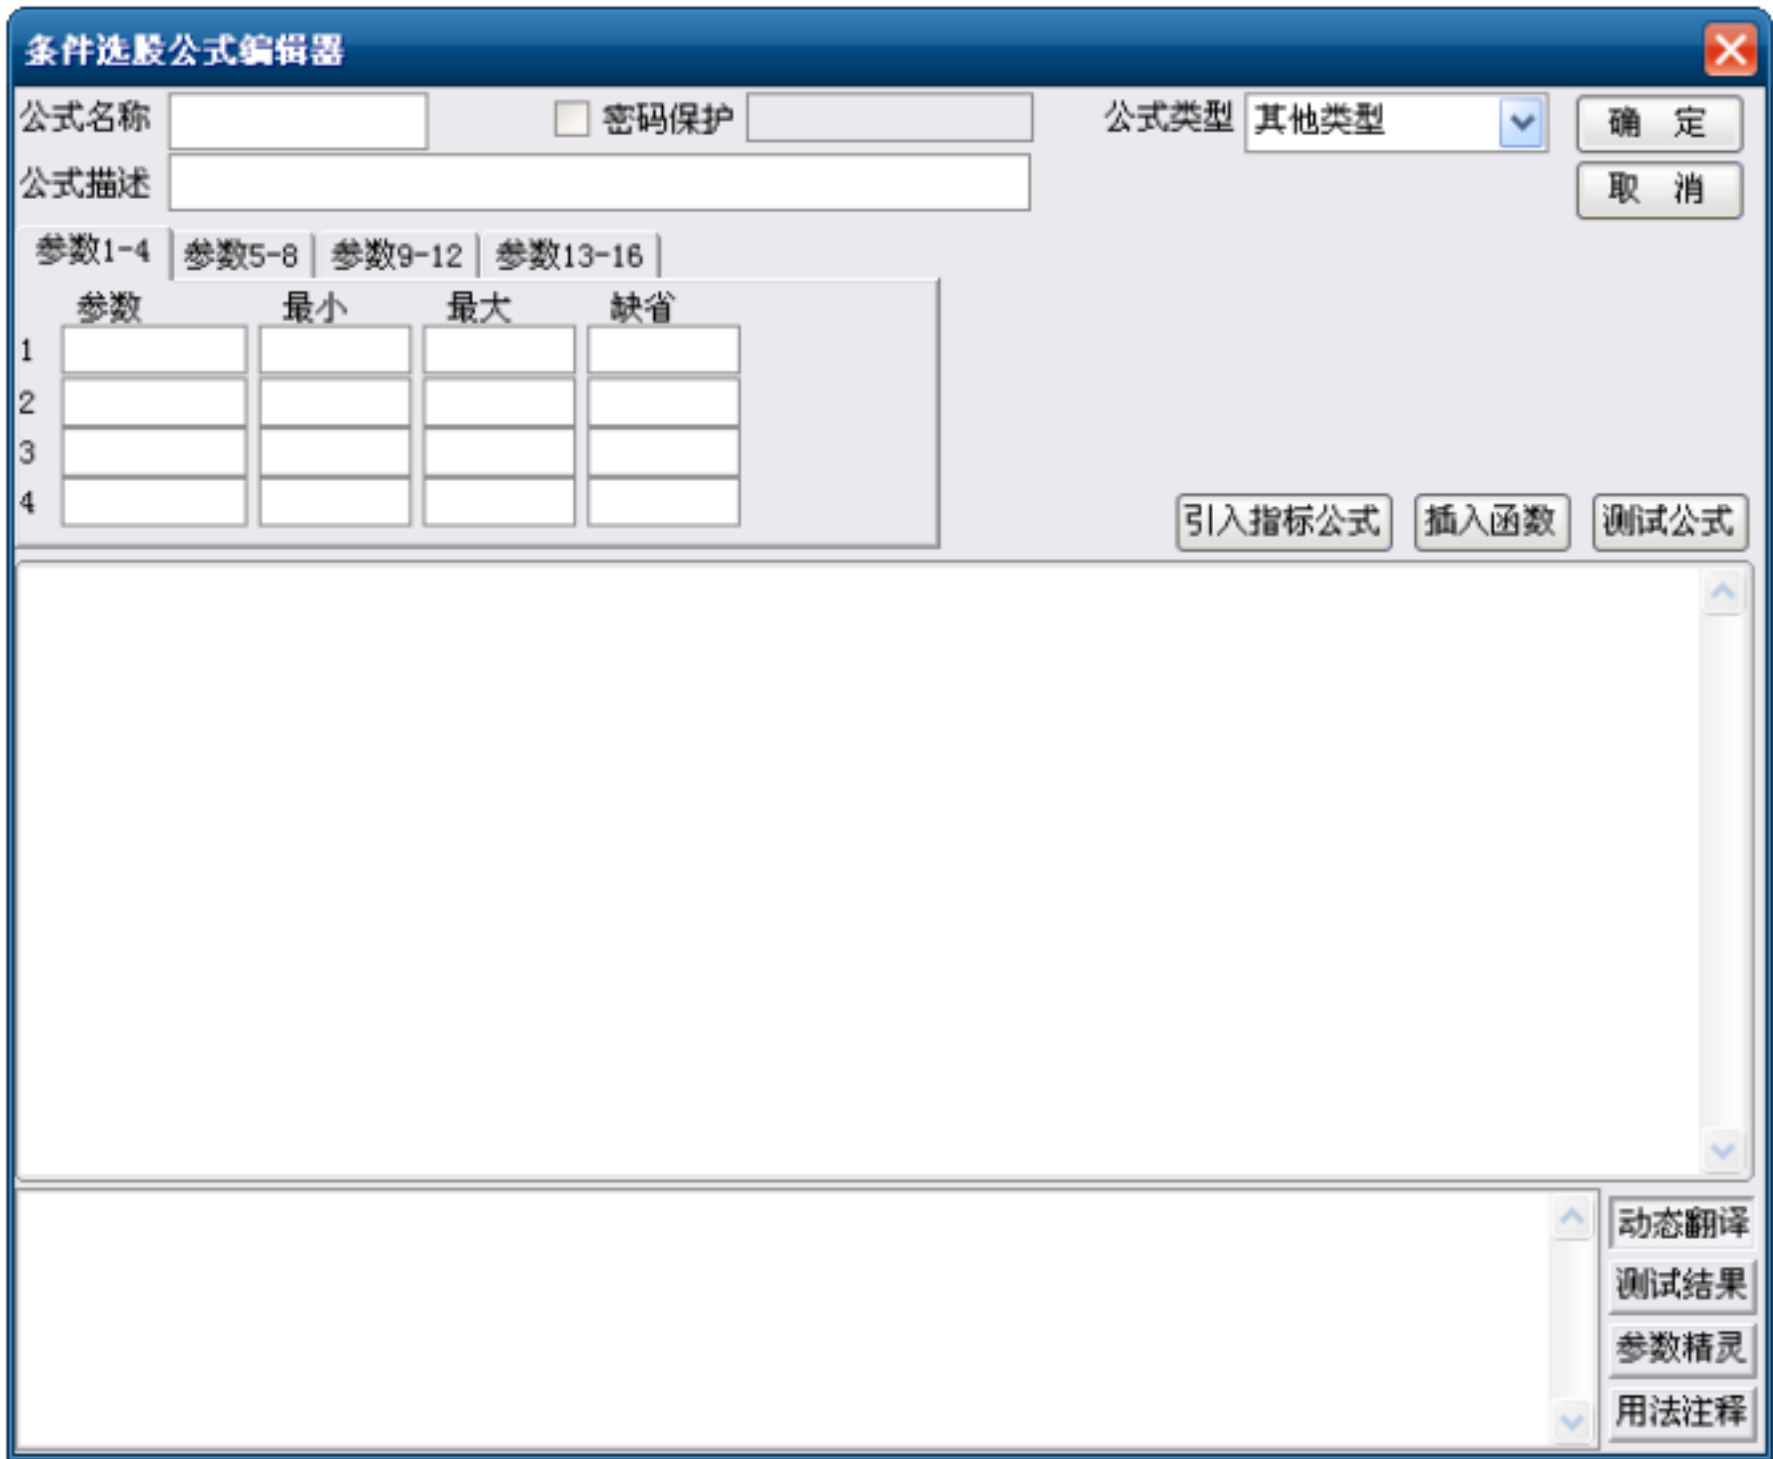 条件选股公式编辑器
公式名称 密码保护 公式类型 其他类型 确 定
公式描述 取 消
参数1-4 参数5-8 参数9-12 参数13-16
参数 最小 最大 缺省
1
2
3
4
引入指标公式 插入函数 测试公式
动态翻译
测试结果
参数精灵
用法注释